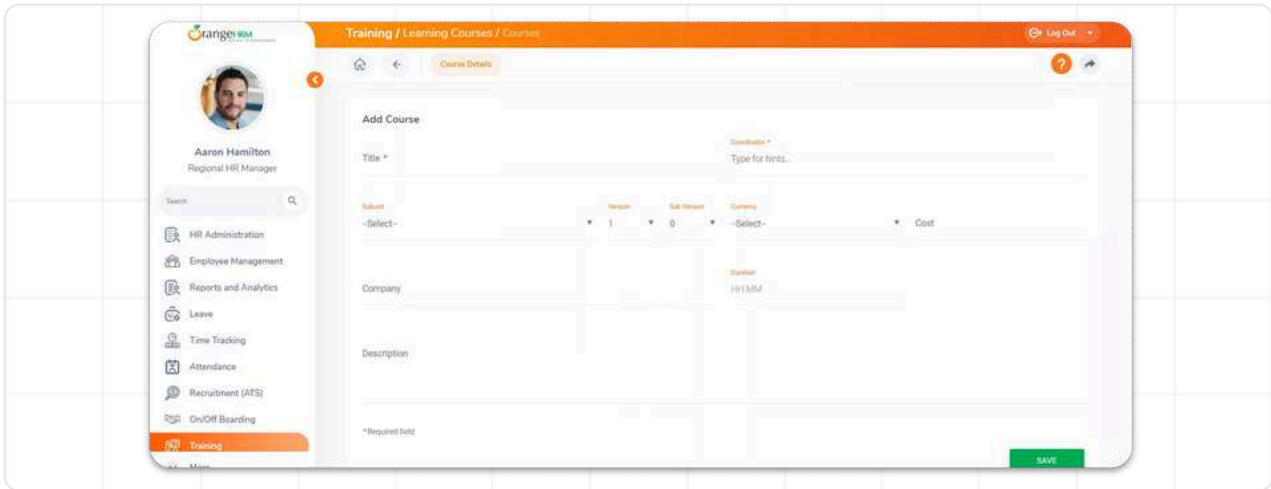 OrangeHRM
Training / Learning Courses / Courses
Log Out
Course Details
?
Aaron Hamilton
Regional HR Manager
Search
HR Administration
Employee Management
Reports and Analytics
Leave
Time Tracking
Attendance
Recruitment (ATS)
On/Off Boarding
Training
More
Add Course
Title *
Coordinator *
Type for hints...
Subunit
-Select-
Version
1
Sub Version
0
Currency
-Select-
Cost
Company
Duration
HH:MM
Description
*Required field
SAVE